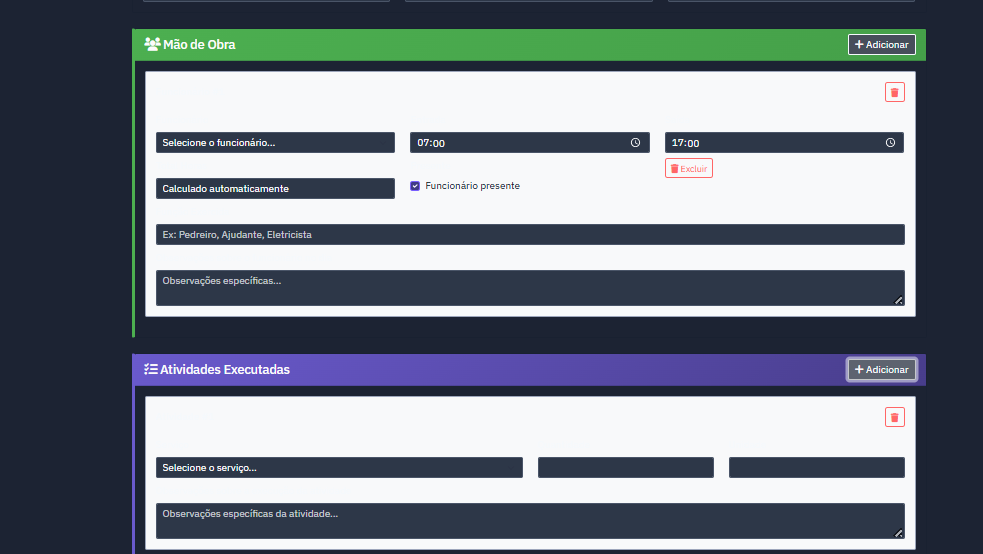 Mão de Obra
Adicionar
Selecione o funcionário...
07:00
17:00
Excluir
Calculado automaticamente
Funcionário presente
Ex: Pedreiro, Ajudante, Eletricista
Observações específicas...
Atividades Executadas
Adicionar
Selecione o serviço...
Observações específicas da atividade...